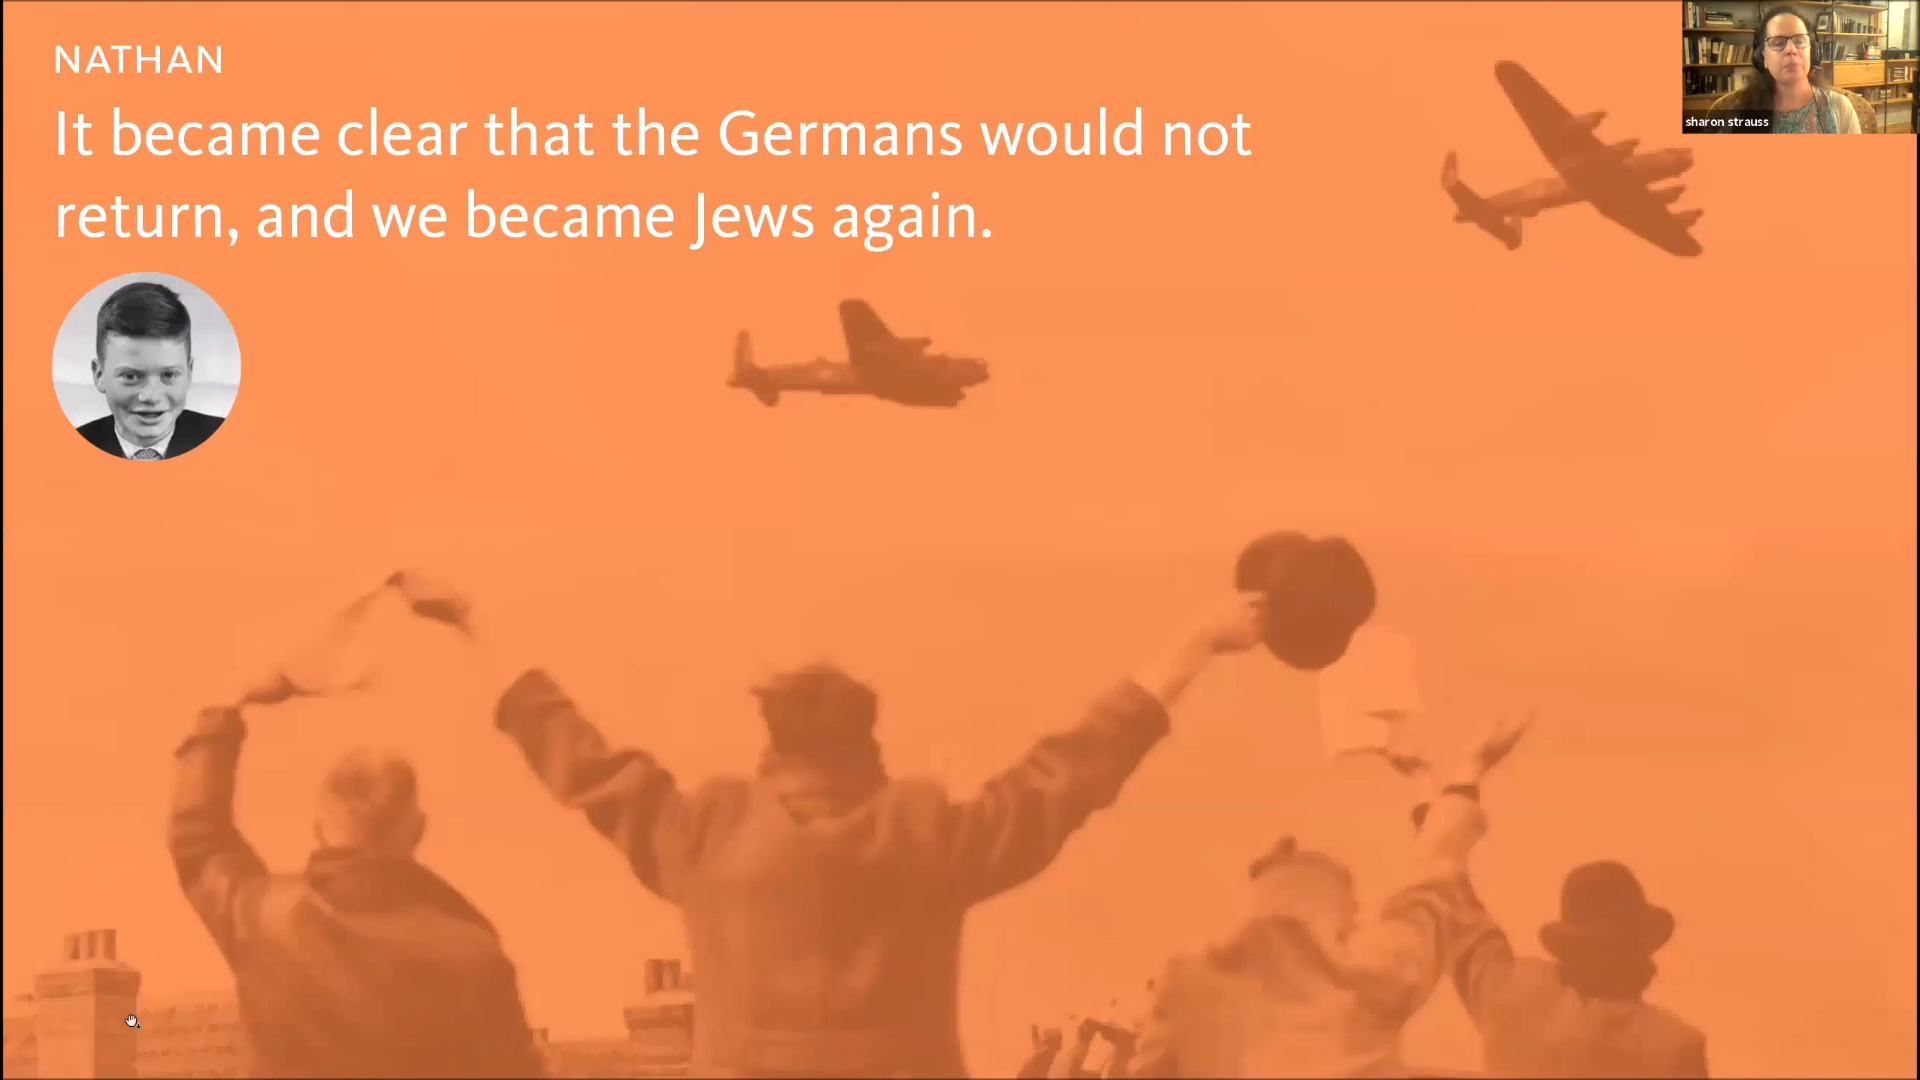 NATHAN
It became clear that the Germans would not
return, and we became Jews again.
sharon strauss